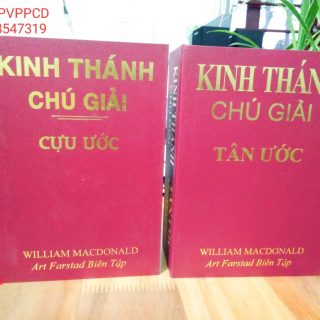 PVPPCD
3547319
KINH THÁNH
CHÚ GIẢI
CỰU ƯỚC
WILLIAM MACDONALD
Art Farstad Biên Tập
KINH THÁN
CHÚ GIẢI
TÂN ƯỚC
WILLIAM MACDONALD
Art Farstad Biên Tập